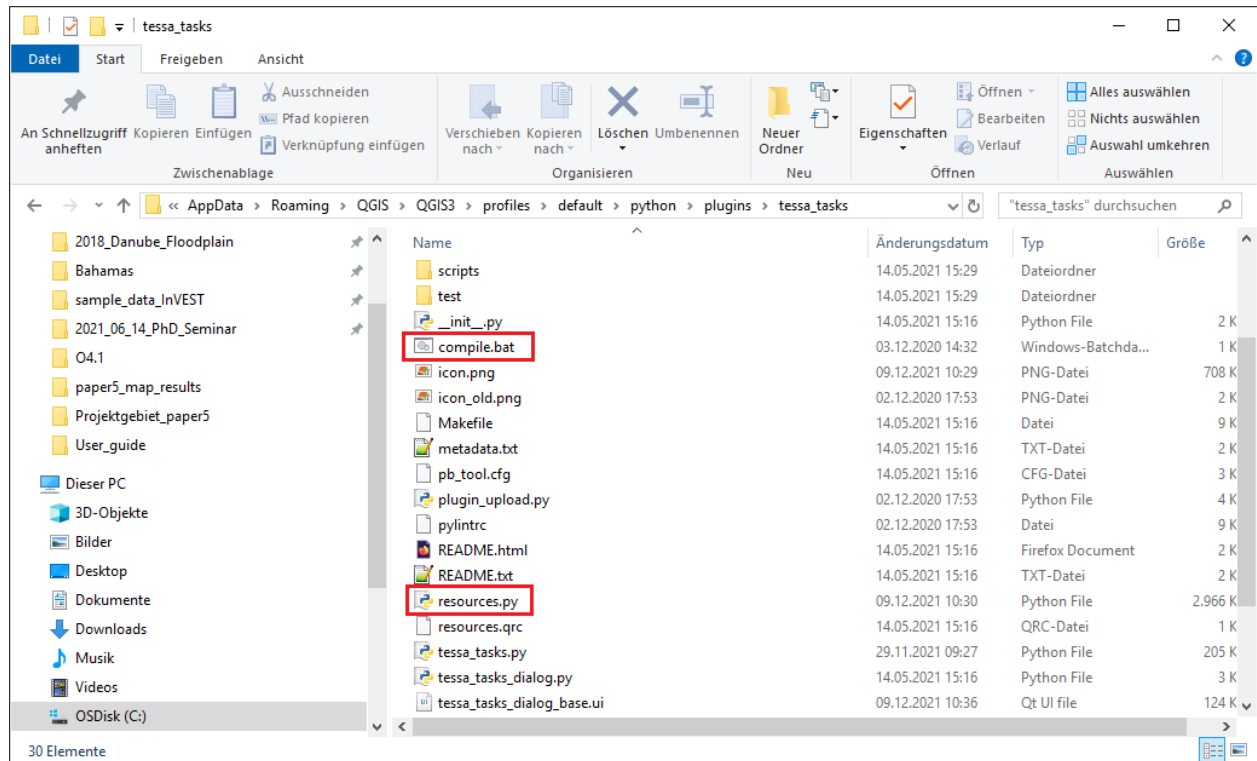 tessa_tasks
Datei Start Freigeben Ansicht
An Schnellzugriff anheften
Kopieren
Einfügen
Ausschneiden
Pfad kopieren
Verknüpfung einfügen
Zwischenablage
Verschieben nach
Kopieren nach
Löschen
Umbenennen
Organisieren
Neuer Ordner
Neu
Eigenschaften
Öffnen
Bearbeiten
Verlauf
Öffnen
Alles auswählen
Nichts auswählen
Auswahl umkehren
Auswählen
« AppData > Roaming > QGIS > QGIS3 > profiles > default > python > plugins > tessa_tasks
"tessa_tasks" durchsuchen
2018_Danube_Floodplain
Bahamas
sample_data_InVEST
2021_06_14_PhD_Seminar
O4.1
paper5_map_results
Projektgebiet_paper5
User_guide
Dieser PC
3D-Objekte
Bilder
Desktop
Dokumente
Downloads
Musik
Videos
OSDisk (C:)
Name Änderungsdatum Typ Größe
scripts 14.05.2021 15:29 Dateiordner
test 14.05.2021 15:29 Dateiordner
__init__.py 14.05.2021 15:16 Python File 2 K
compile.bat 03.12.2020 14:32 Windows-Batchda... 1 K
icon.png 09.12.2021 10:29 PNG-Datei 708 K
icon_old.png 02.12.2020 17:53 PNG-Datei 2 K
Makefile 14.05.2021 15:16 Datei 9 K
metadata.txt 14.05.2021 15:16 TXT-Datei 2 K
pb_tool.cfg 14.05.2021 15:16 CFG-Datei 3 K
plugin_upload.py 02.12.2020 17:53 Python File 4 K
pylintrc 02.12.2020 17:53 Datei 9 K
README.html 14.05.2021 15:16 Firefox Document 2 K
README.txt 14.05.2021 15:16 TXT-Datei 2 K
resources.py 09.12.2021 10:30 Python File 2.966 K
resources.qrc 14.05.2021 15:16 QRC-Datei 1 K
tessa_tasks.py 29.11.2021 09:27 Python File 205 K
tessa_tasks_dialog.py 14.05.2021 15:16 Python File 3 K
tessa_tasks_dialog_base.ui 09.12.2021 10:36 Qt UI file 124 K
30 Elemente